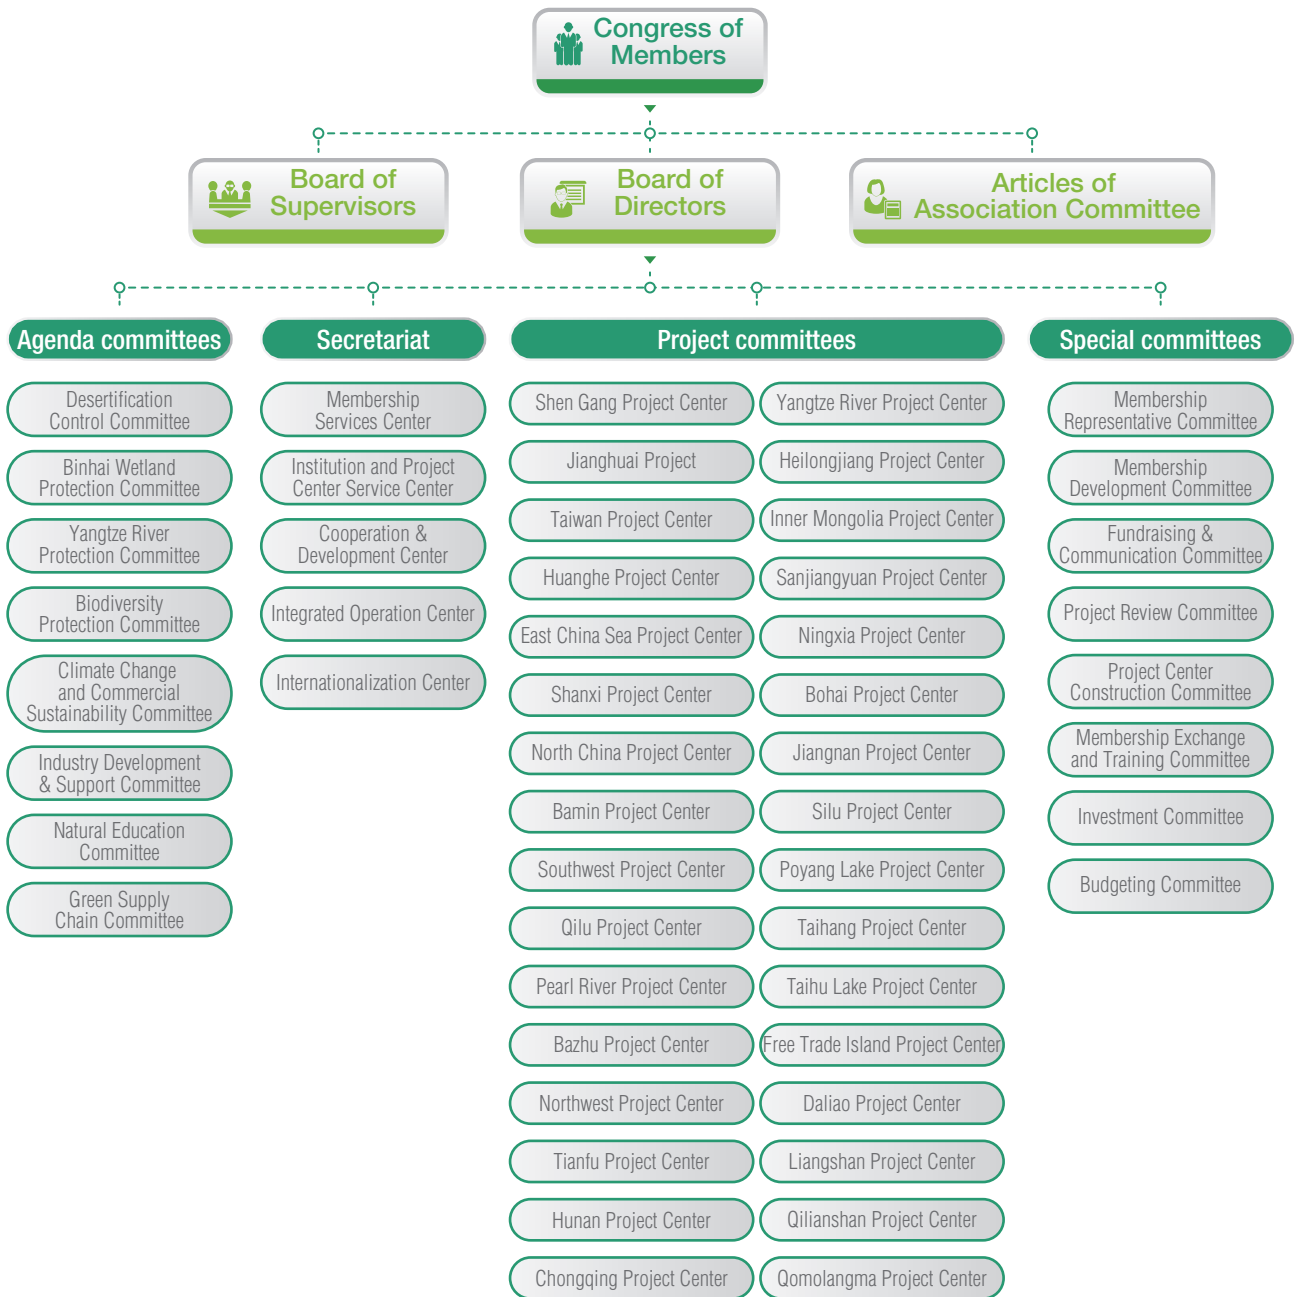 Congress of
Members
Board of
Supervisors
Board of
Directors
Articles of
Association Committee
Agenda committees
Desertification
Control Committee
Binhai Wetland
Protection Committee
Yangtze River
Protection Committee
Biodiversity
Protection Committee
Climate Change
and Commercial
Sustainability Committee
Industry Development
& Support Committee
Natural Education
Committee
Green Supply
Chain Committee
Secretariat
Membership
Services Center
Institution and Project
Center Service Center
Cooperation &
Development Center
Integrated Operation Center
Internationalization Center
Project committees
Shen Gang Project Center
Jianghuai Project
Taiwan Project Center
Huanghe Project Center
East China Sea Project Center
Shanxi Project Center
North China Project Center
Bamin Project Center
Southwest Project Center
Qilu Project Center
Pearl River Project Center
Bazhu Project Center
Northwest Project Center
Tianfu Project Center
Hunan Project Center
Chongqing Project Center
Yangtze River Project Center
Heilongjiang Project Center
Inner Mongolia Project Center
Sanjiangyuan Project Center
Ningxia Project Center
Bohai Project Center
Jiangnan Project Center
Silu Project Center
Poyang Lake Project Center
Taihang Project Center
Taihu Lake Project Center
Free Trade Island Project Center
Daliao Project Center
Liangshan Project Center
Qilianshan Project Center
Qomolangma Project Center
Special committees
Membership
Representative Committee
Membership
Development Committee
Fundraising &
Communication Committee
Project Review Committee
Project Center
Construction Committee
Membership Exchange
and Training Committee
Investment Committee
Budgeting Committee